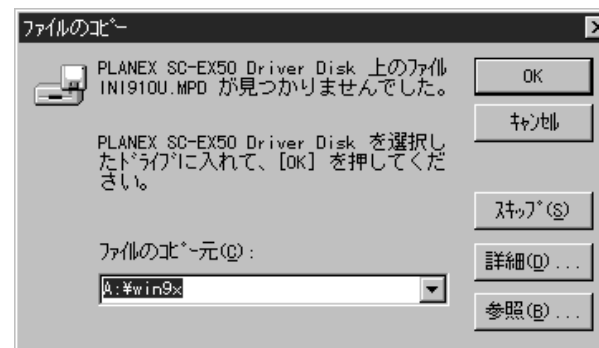 ファイルのコピー
PLANEX SC-EX50 Driver Disk 上のファイル
INI910U.MPD が見つかりませんでした。
OK
キャンセル
PLANEX SC-EX50 Driver Disk を選択し
たドライブに入れて、[OK] を押してくだ
さい。
スキップ(S)
ファイルのコピー元(C):
詳細(D)...
A:¥win9x
参照(B)...